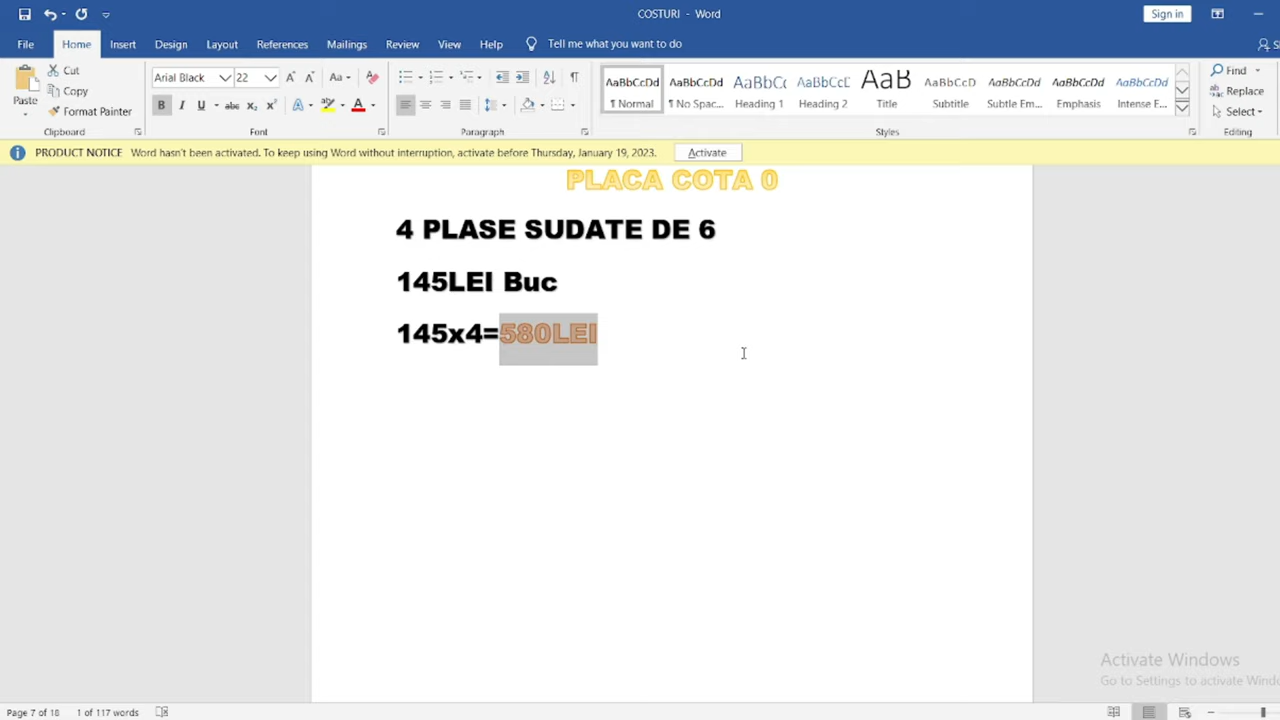 COSTURI - Word
Sign in
File Home Insert Design Layout References Mailings Review View Help Tell me what you want to do
Paste
Cut
Copy
Format Painter
Clipboard
Arial Black 22
Font
Paragraph
AaBbCcDd AaBbCcDd AaBbCc AaBbCcC AaB AaBbCcD AaBbCcDd AaBbCcDd AaBbCcDd
¶ Normal ¶ No Spac... Heading 1 Heading 2 Title Subtitle Subtle Em... Emphasis Intense E...
Styles
Find
Replace
Select
Editing
PRODUCT NOTICE Word hasn't been activated. To keep using Word without interruption, activate before Thursday, January 19, 2023. Activate
PLACA COTA 0
4 PLASE SUDATE DE 6
145LEI Buc
145x4=580LEI
Activate Windows
Go to Settings to activate Wind
Page 7 of 18 1 of 117 words